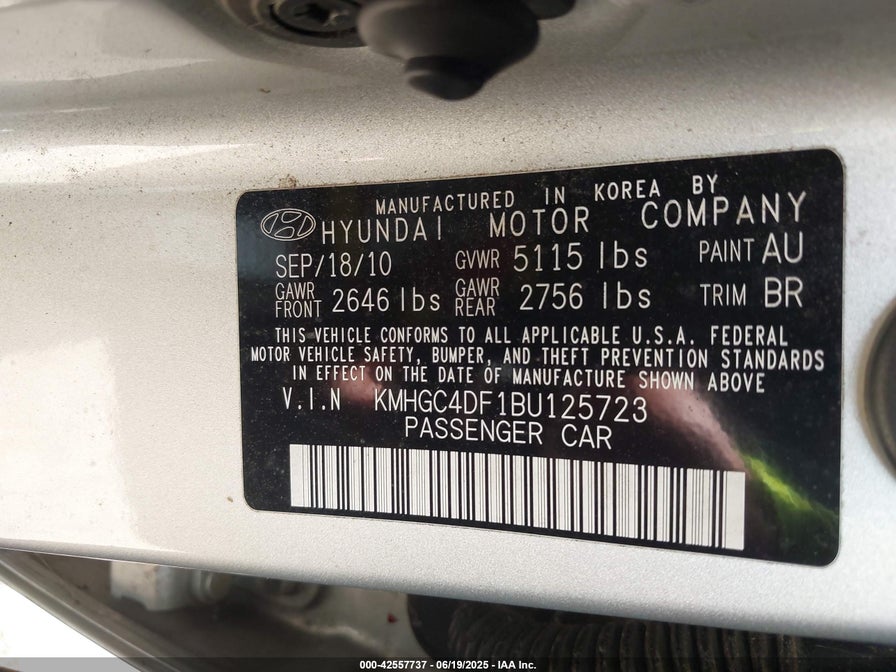 MANUFACTURED IN KOREA BY
HYUNDAI MOTOR COMPANY
SEP/18/10 GVWR 5115 lbs PAINT AU
GAWR FRONT 2646 lbs GAWR REAR 2756 lbs TRIM BR
THIS VEHICLE CONFORMS TO ALL APPLICABLE U.S.A. FEDERAL
MOTOR VEHICLE SAFETY, BUMPER, AND THEFT PREVENTION STANDARDS
IN EFFECT ON THE DATE OF MANUFACTURE SHOWN ABOVE
V.I.N KMHGC4DF1BU125723
PASSENGER CAR
000-42557737 - 06/19/2025 - IAA Inc.